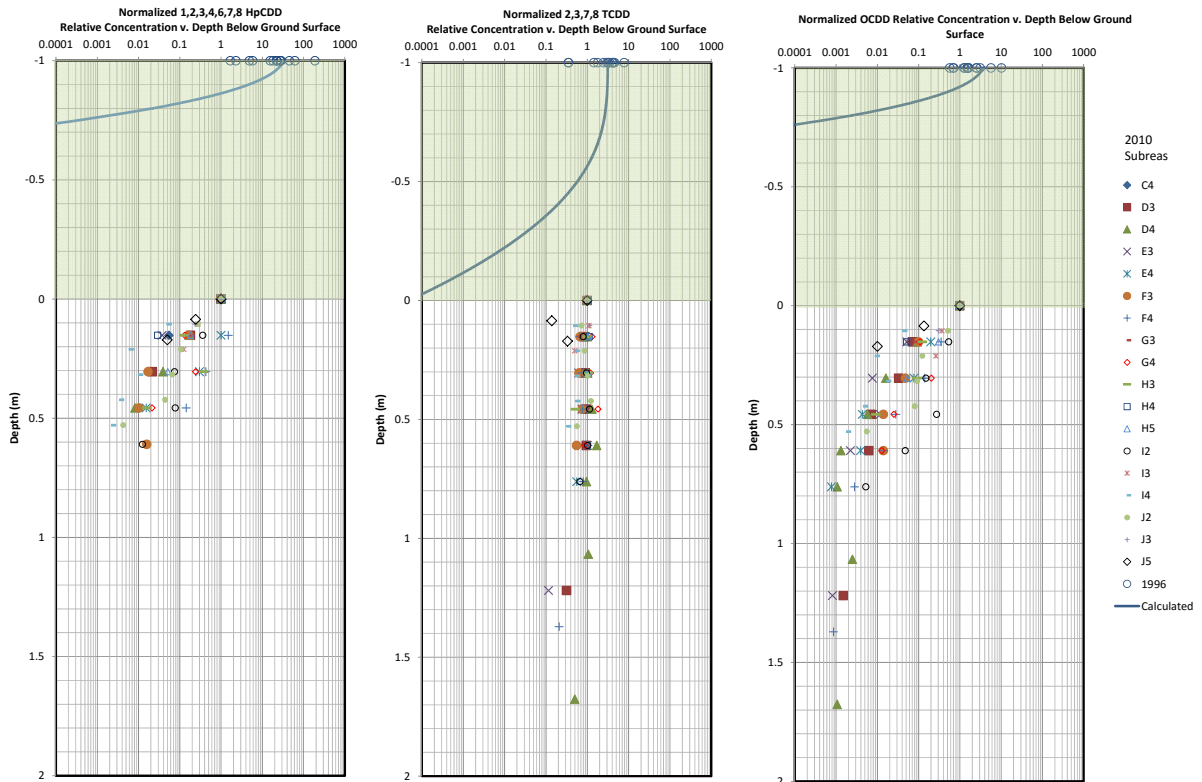 Normalized 1,2,3,4,6,7,8 HpCDD
Relative Concentration v. Depth Below Ground Surface
0.0001 0.001 0.01 0.1 1 10 100 1000
-1
-0.5
0
0.5
1
1.5
2
Depth (m)
Normalized 2,3,7,8 TCDD
Relative Concentration v. Depth Below Ground Surface
0.0001 0.001 0.01 0.1 1 10 100 1000
-1
-0.5
0
0.5
1
1.5
2
Depth (m)
Normalized OCDD Relative Concentration v. Depth Below Ground
Surface
0.0001 0.001 0.01 0.1 1 10 100 1000
-1
-0.5
0
0.5
1
1.5
2
Depth (m)
2010
Subreas
C4
D3
D4
E3
E4
F3
F4
G3
G4
H3
H4
H5
I2
I3
I4
J2
J3
J5
1996
Calculated